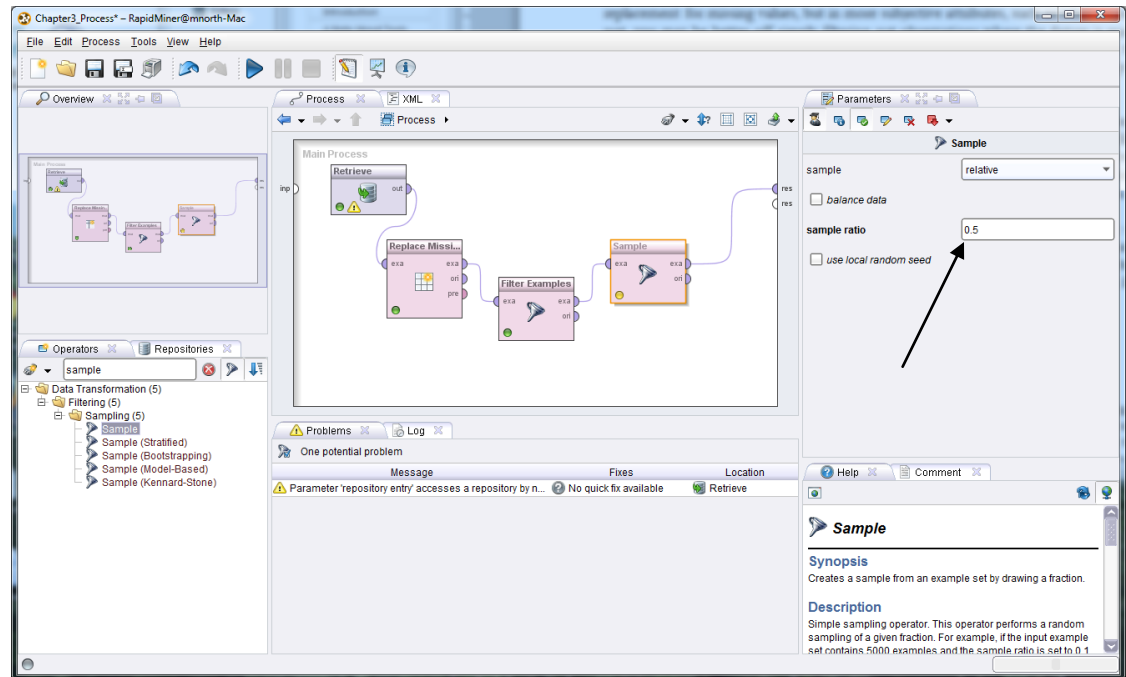 Chapter3_Process* – RapidMiner@mnorth-Mac
File Edit Process Tools View Help
Overview
Process
XML
Parameters
Process
Main Process
Retrieve
inp
out
res
res
Replace Missi...
exa
exa
ori
pre
Filter Examples
exa
exa
ori
Sample
exa
exa
ori
Sample
sample
relative
balance data
sample ratio
0.5
use local random seed
Operators
Repositories
sample
Data Transformation (5)
Filtering (5)
Sampling (5)
Sample
Sample (Stratified)
Sample (Bootstrapping)
Sample (Model-Based)
Sample (Kennard-Stone)
Problems
Log
One potential problem
Message Fixes Location
Parameter 'repository entry' accesses a repository by n... No quick fix available Retrieve
Help
Comment
Sample
Synopsis
Creates a sample from an example set by drawing a fraction.
Description
Simple sampling operator. This operator performs a random
sampling of a given fraction. For example, if the input example
set contains 5000 examples and the sample ratio is set to 0.1